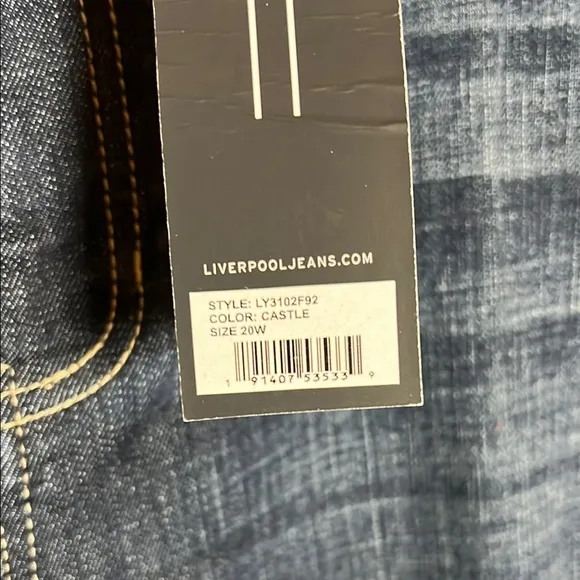 LIVERPOOLJEANS.COM
STYLE: LY3102F92
COLOR: CASTLE
SIZE 20W
1 91407 53533 9